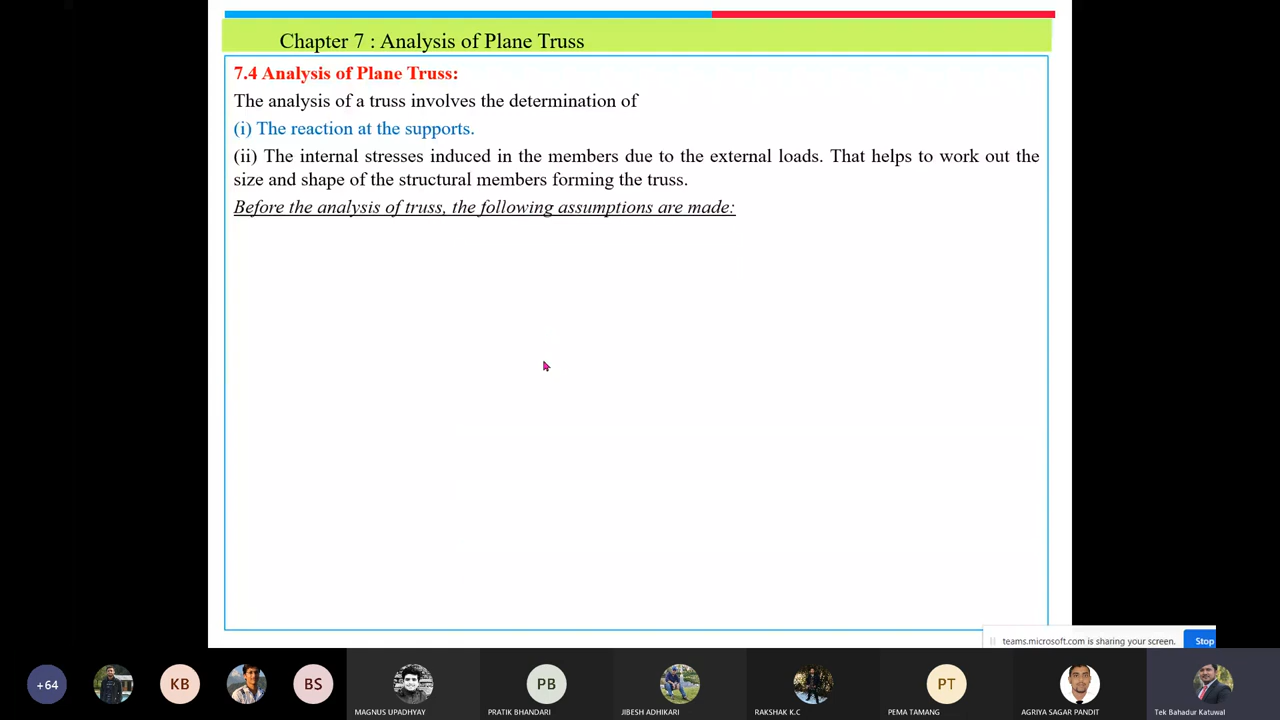 Chapter 7 : Analysis of Plane Truss
7.4 Analysis of Plane Truss:
The analysis of a truss involves the determination of
(i) The reaction at the supports.
(ii) The internal stresses induced in the members due to the external loads. That helps to work out the
size and shape of the structural members forming the truss.
Before the analysis of truss, the following assumptions are made:
teams.microsoft.com is sharing your screen.
Stop
+64
KB
BS
PB
PT
MAGNUS UPADHYAY
PRATIK BHANDARI
JIBESH ADHIKARI
RAKSHAK K.C
PEMA TAMANG
AGRIYA SAGAR PANDIT
Tek Bahadur Katuwal